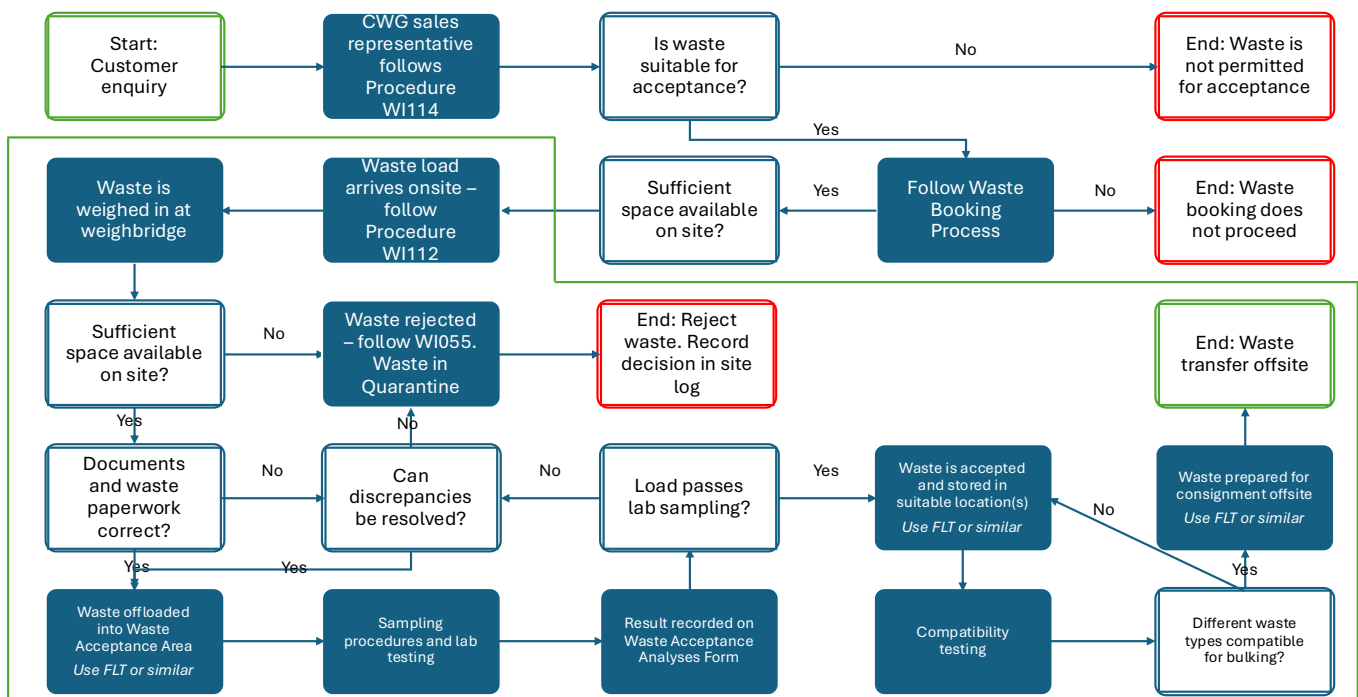 Start:
Customer
enquiry
CWG sales
representative
follows
Procedure
WI114
Is waste
suitable for
acceptance?
No
End: Waste is
not permitted
for acceptance
Yes
Waste is
weighed in at
weighbridge
Waste load
arrives onsite –
follow
Procedure
WI112
Sufficient
space available
on site?
Yes
Follow Waste
Booking
Process
No
End: Waste
booking does
not proceed
Sufficient
space available
on site?
No
Waste rejected
– follow WI055.
Waste in
Quarantine
End: Reject
waste. Record
decision in site
log
End: Waste
transfer offsite
Yes
No
Documents
and waste
paperwork
correct?
No
Can
discrepancies
be resolved?
No
Load passes
lab sampling?
Yes
Waste is accepted
and stored in
suitable location(s)
Use FLT or similar
No
Waste prepared for
consignment offsite
Use FLT or similar
Yes
Yes
Yes
Waste offloaded
into Waste
Acceptance Area
Use FLT or similar
Sampling
procedures and lab
testing
Result recorded on
Waste Acceptance
Analyses Form
Compatibility
testing
Different waste
types compatible
for bulking?